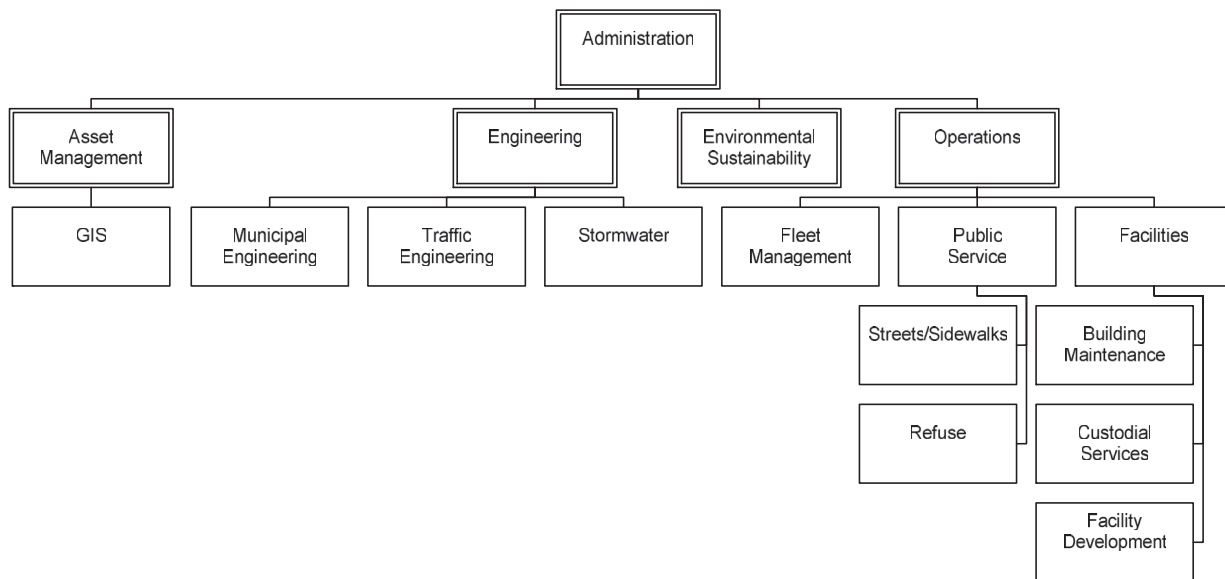 Administration
Asset
Management
Engineering
Environmental
Sustainability
Operations
GIS
Municipal
Engineering
Traffic
Engineering
Stormwater
Fleet
Management
Public
Service
Facilities
Streets/Sidewalks
Building
Maintenance
Refuse
Custodial
Services
Facility
Development